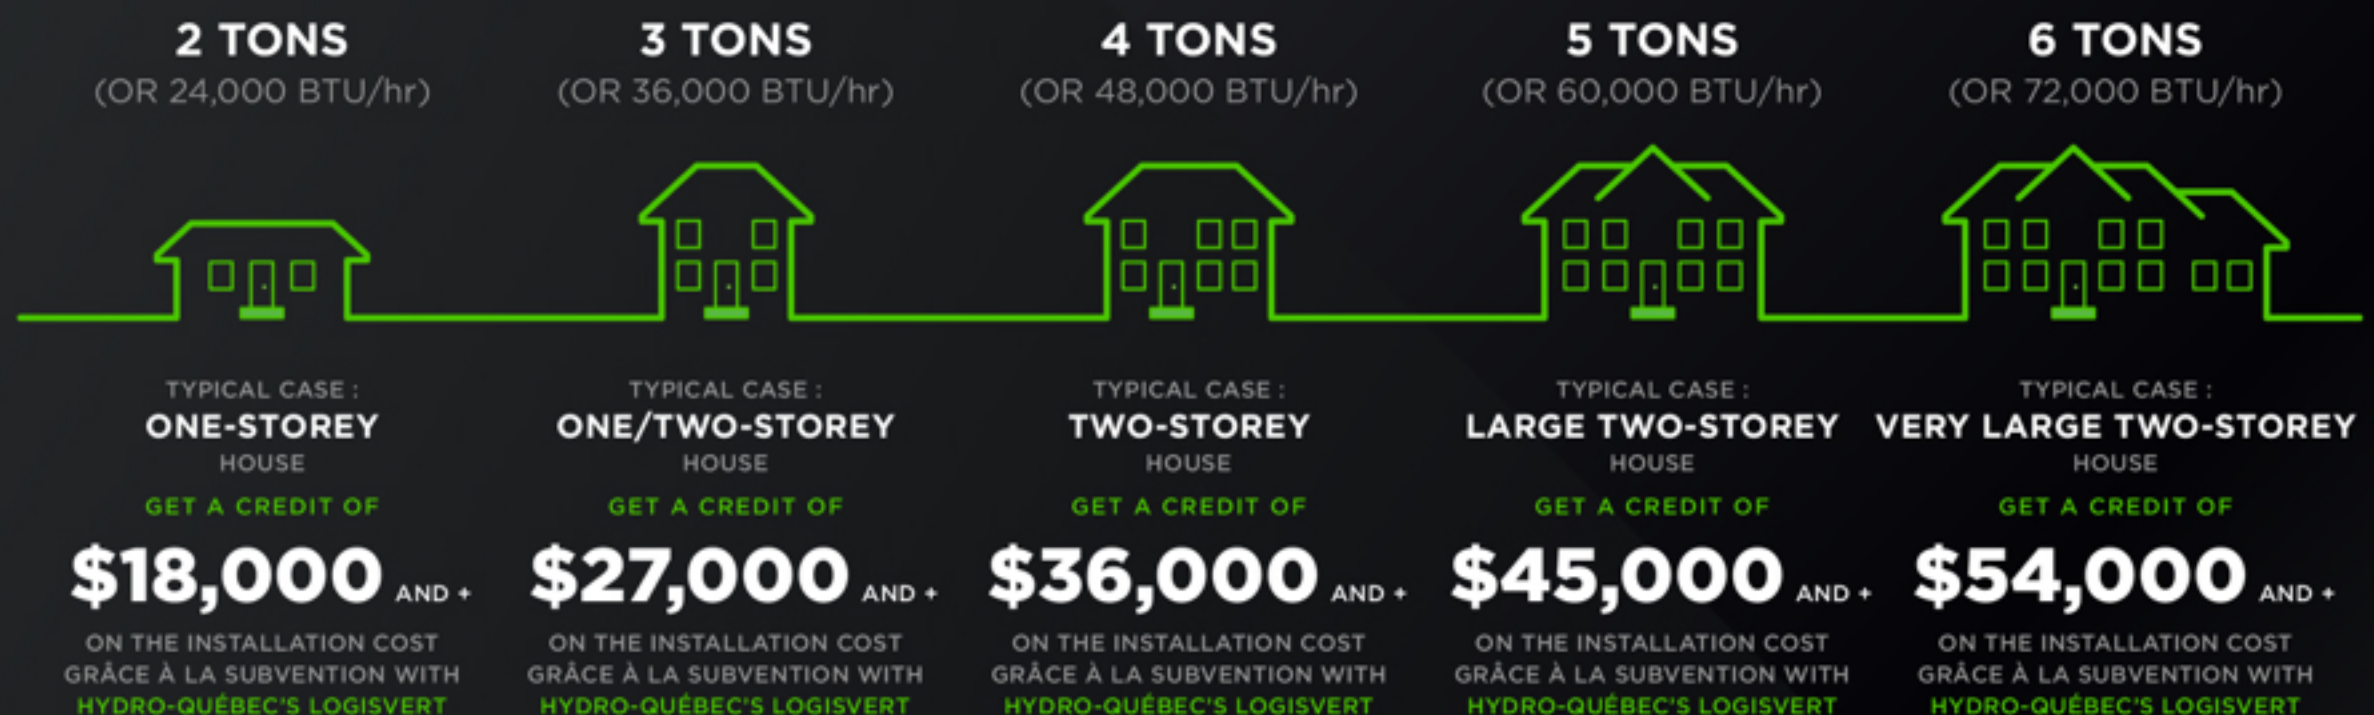 2 TONS
(OR 24,000 BTU/hr)
TYPICAL CASE :
ONE-STOREY
HOUSE
GET A CREDIT OF
$18,000 AND +
ON THE INSTALLATION COST
GRÂCE À LA SUBVENTION WITH
HYDRO-QUÉBEC'S LOGISVERT
3 TONS
(OR 36,000 BTU/hr)
TYPICAL CASE :
ONE/TWO-STOREY
HOUSE
GET A CREDIT OF
$27,000 AND +
ON THE INSTALLATION COST
GRÂCE À LA SUBVENTION WITH
HYDRO-QUÉBEC'S LOGISVERT
4 TONS
(OR 48,000 BTU/hr)
TYPICAL CASE :
TWO-STOREY
HOUSE
GET A CREDIT OF
$36,000 AND +
ON THE INSTALLATION COST
GRÂCE À LA SUBVENTION WITH
HYDRO-QUÉBEC'S LOGISVERT
5 TONS
(OR 60,000 BTU/hr)
TYPICAL CASE :
LARGE TWO-STOREY
HOUSE
GET A CREDIT OF
$45,000 AND +
ON THE INSTALLATION COST
GRÂCE À LA SUBVENTION WITH
HYDRO-QUÉBEC'S LOGISVERT
6 TONS
(OR 72,000 BTU/hr)
TYPICAL CASE :
VERY LARGE TWO-STOREY
HOUSE
GET A CREDIT OF
$54,000 AND +
ON THE INSTALLATION COST
GRÂCE À LA SUBVENTION WITH
HYDRO-QUÉBEC'S LOGISVERT